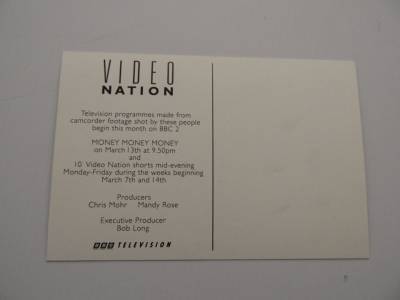 VIDEO
NATION
Television programmes made from
camcorder footage shot by these people
begin this month on BBC 2
MONEY MONEY MONEY
on March 13th at 9.50pm
and
10 Video Nation shorts mid-evening
Monday-Friday during the weeks beginning
March 7th and 14th
Producers
Chris Mohr Mandy Rose
Executive Producer
Bob Long
BBC TELEVISION